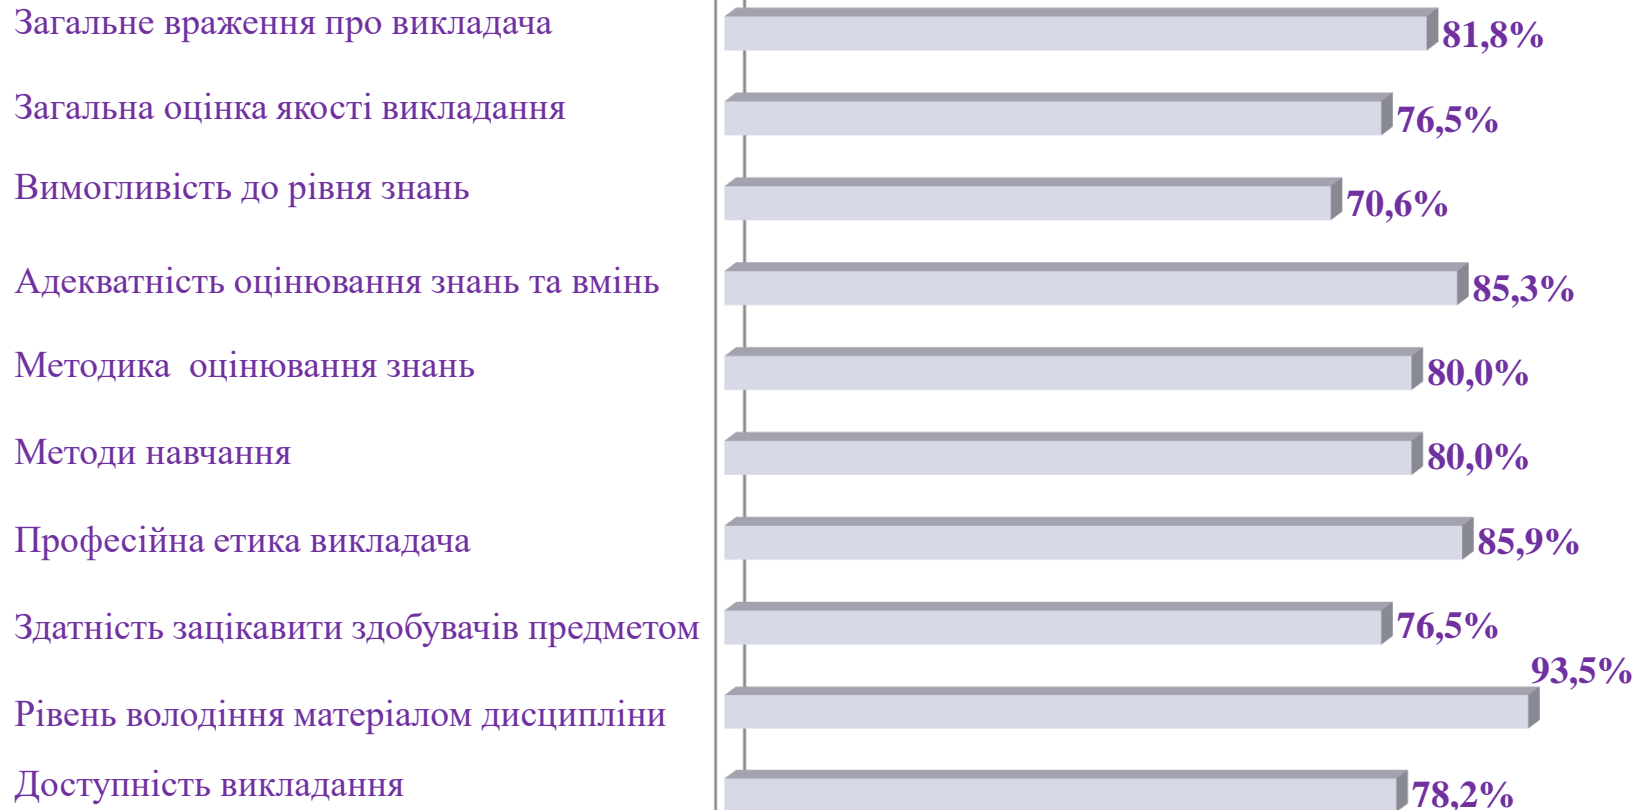 Загальне враження про викладача 81,8%
Загальна оцінка якості викладання 76,5%
Вимогливість до рівня знань 70,6%
Адекватність оцінювання знань та вмінь 85,3%
Методика оцінювання знань 80,0%
Методи навчання 80,0%
Професійна етика викладача 85,9%
Здатність зацікавити здобувачів предметом 76,5%
Рівень володіння матеріалом дисципліни 93,5%
Доступність викладання 78,2%